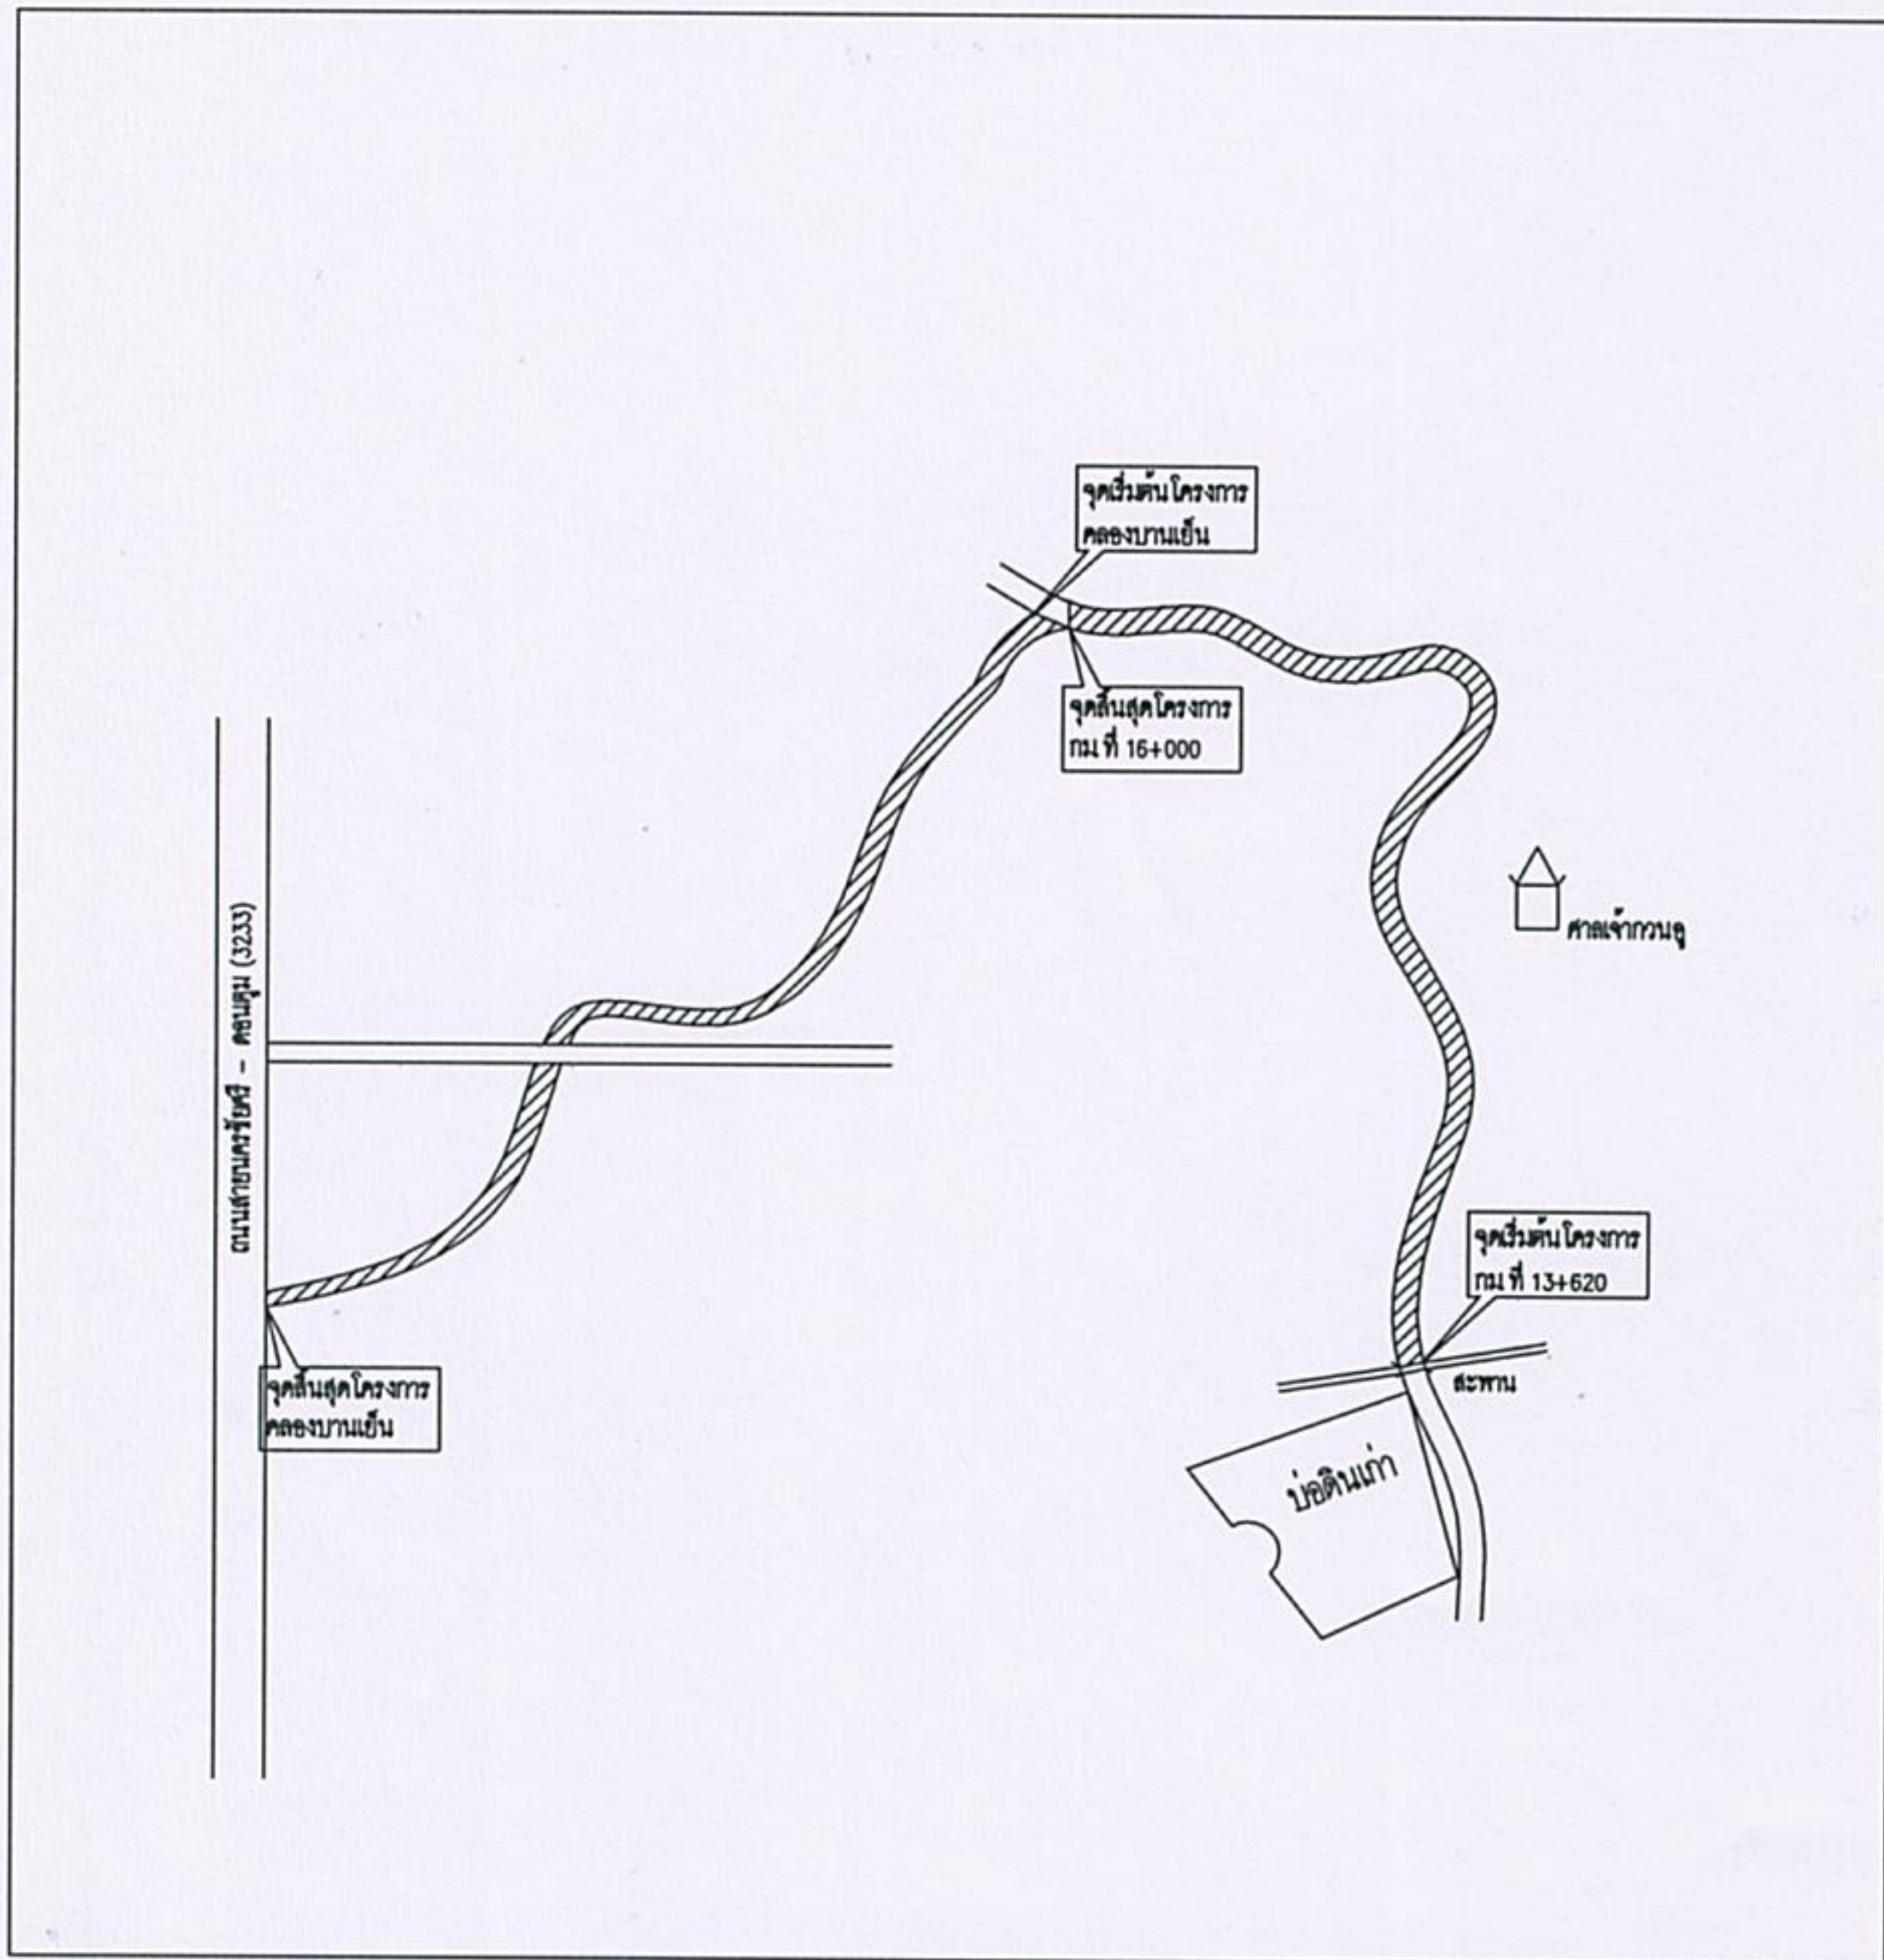 จุดเริ่มต้นโครงการ
คลองบานเย็น
จุดสิ้นสุดโครงการ
กม.ที่ 16+000
ศาลเจ้ากวนอู
ถนนสายนครชัยศรี - ดอนตูม (3233)
จุดเริ่มต้นโครงการ
กม.ที่ 13+620
สะพาน
จุดสิ้นสุดโครงการ
คลองบานเย็น
บ่อดินเก่า